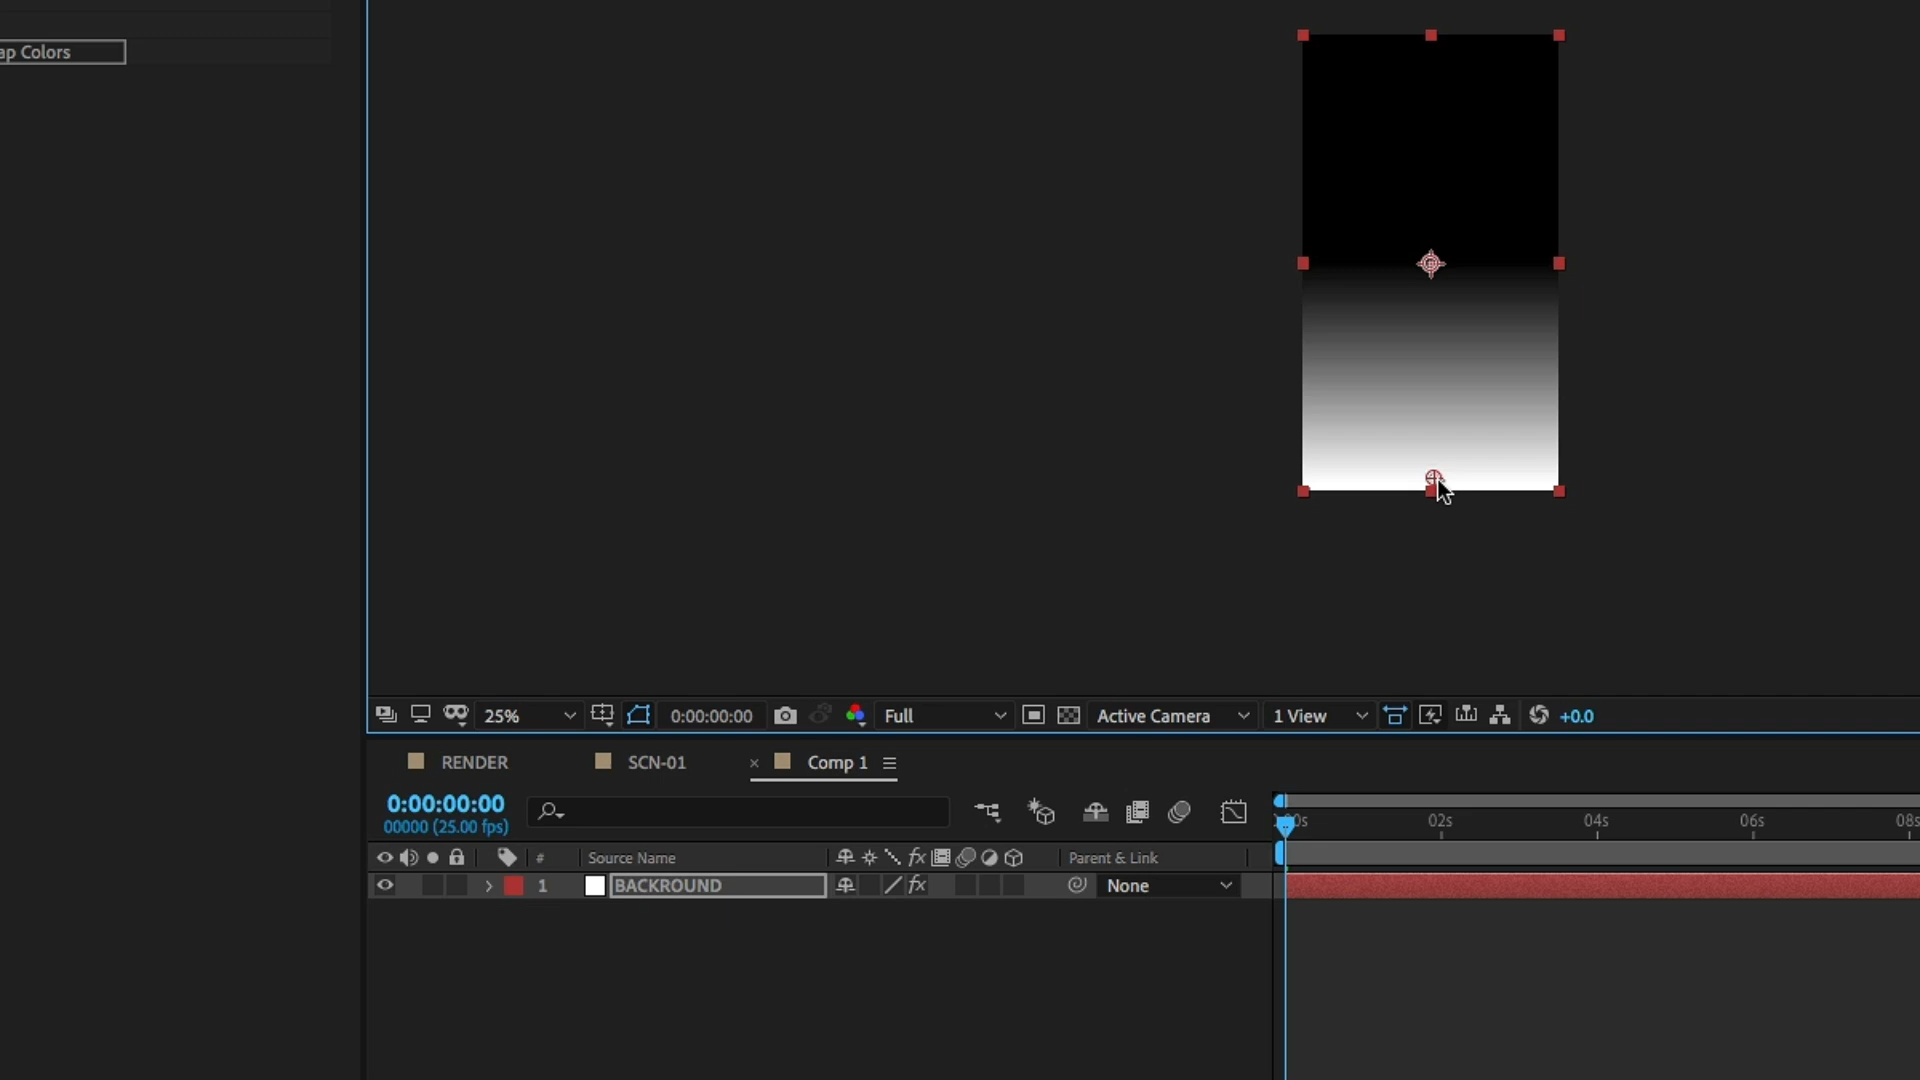 ap Colors
25%
0:00:00:00
Full
Active Camera
1 View
+0.0
RENDER
SCN-01
× Comp 1
0:00:00:00
00000 (25.00 fps)
02s
04s
06s
08s
# Source Name
fx
Parent & Link
1 BACKROUND
fx
None